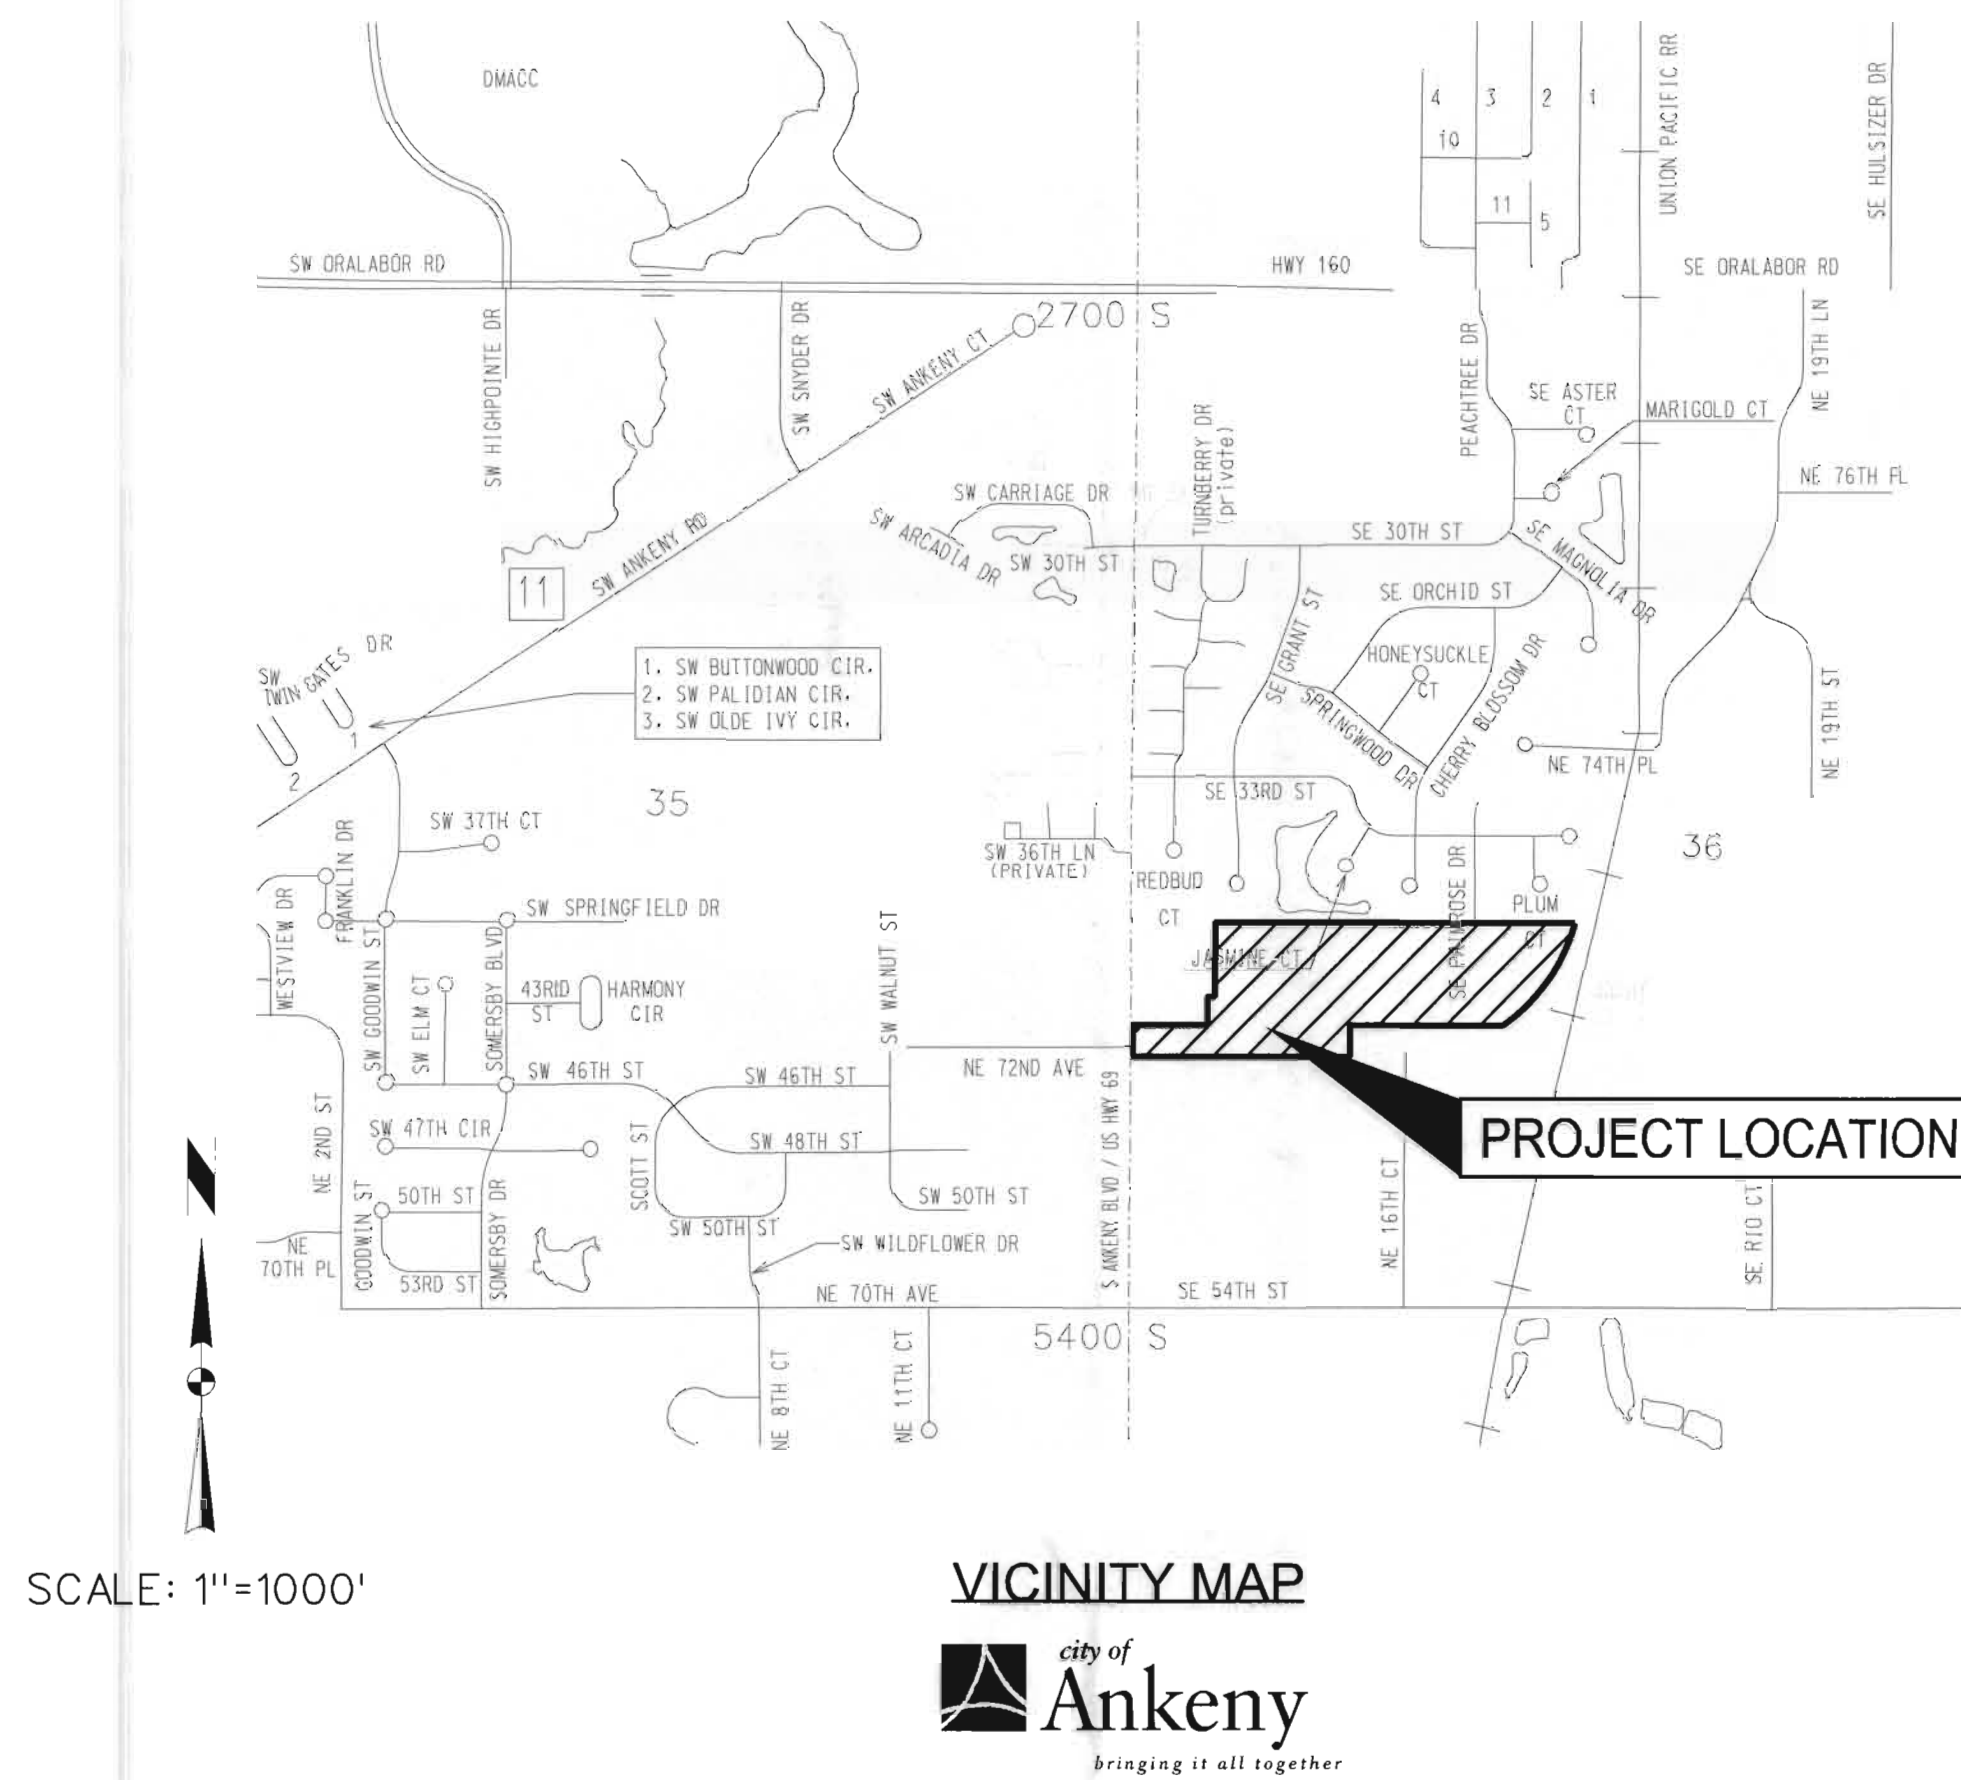 DMACC
4
3
2
1
10
11
5
UNION PACIFIC RR
SE HULSIZER DR
SW ORALABOR RD
HWY 160
SE ORALABOR RD
2700 S
SW HIGHPOINTE DR
SW SNYDER DR
SW ANKENY CT
PEACHTREE DR
NE 19TH LN
SE ASTER
CT
MARIGOLD CT
TURNBERRY DR
(private)
NE 76TH PL
SW CARRIAGE DR
SW ARCADIA DR
SW 30TH ST
SE 30TH ST
SE MAGNOLIA DR
SW ANKENY RD
11
SE ORCHID ST
SE GRANT ST
HONEYSUCKLE
CT
CHERRY BLOSSOM DR
SPRINGWOOD DR
SW
TWIN GATES DR
1. SW BUTTONWOOD CIR.
2. SW PALIDIAN CIR.
3. SW OLDE IVY CIR.
1
2
NE 19TH ST
NE 74TH PL
35
SE 33RD ST
36
SW 37TH CT
FRANKLIN DR
SW 36TH LN
(PRIVATE)
REDBUD
CT
SE PRIMROSE DR
PLUM
CT
WESTVIEW DR
SW SPRINGFIELD DR
SW WALNUT ST
JASMINE CT
SW GOODWIN ST
SW ELM CT
SOMERSBY BLVD
43RD
ST
HARMONY
CIR
SW 46TH ST
SW 46TH ST
NE 72ND AVE
PROJECT LOCATION
NE 2ND ST
SW 47TH CIR
SCOTT ST
SW 48TH ST
S ANKENY BLVD / US HWY 69
NE 16TH CT
SE RIO CT
GOODWIN ST
50TH ST
SOMERSBY DR
SW 50TH ST
SW 50TH ST
SW WILDFLOWER DR
NE
70TH PL
53RD ST
NE 70TH AVE
SE 54TH ST
5400 S
NE 8TH CT
NE 11TH CT
N
SCALE: 1"=1000'
VICINITY MAP
city of
Ankeny
bringing it all together